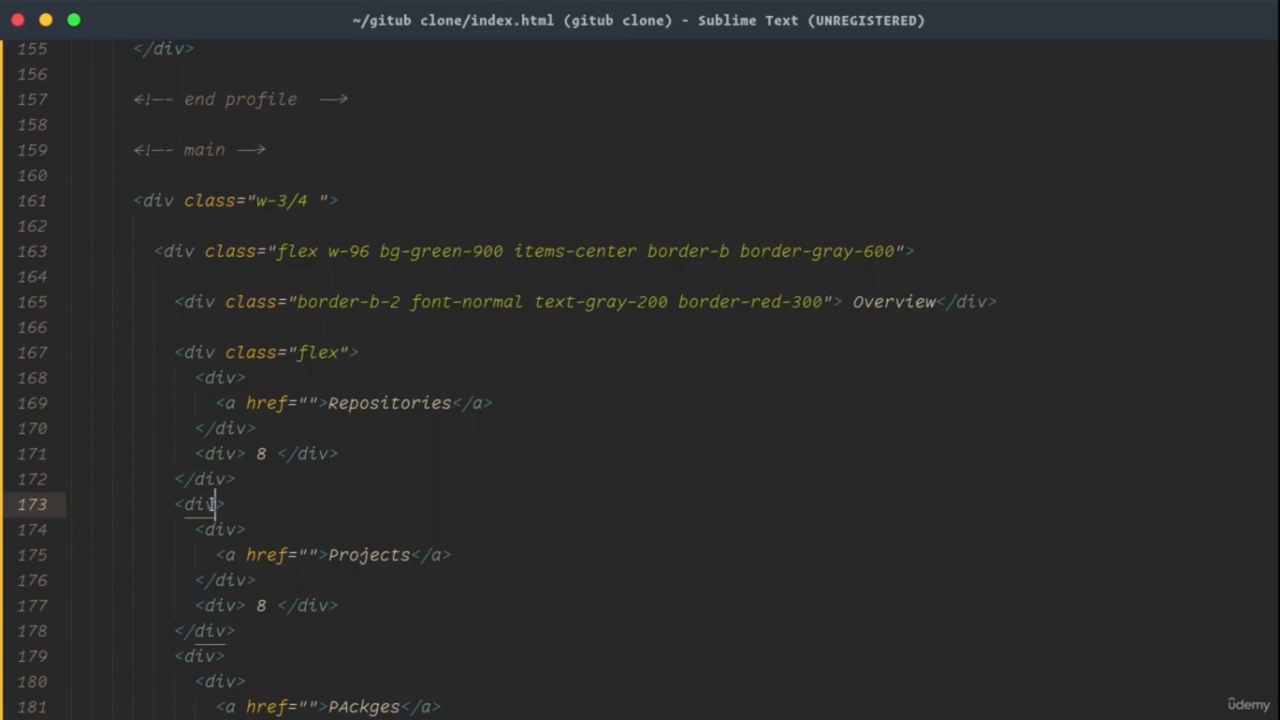 ~/gitub clone/index.html (gitub clone) - Sublime Text (UNREGISTERED)
155 </div>
156
157 <!-- end profile  -->
158
159 <!-- main -->
160
161 <div class="w-3/4 ">
162
163 <div class="flex w-96 bg-green-900 items-center border-b border-gray-600">
164
165 <div class="border-b-2 font-normal text-gray-200 border-red-300"> Overview</div>
166
167 <div class="flex">
168 <div>
169 <a href="">Repositories</a>
170 </div>
171 <div> 8 </div>
172 </div>
173 <div>
174 <div>
175 <a href="">Projects</a>
176 </div>
177 <div> 8 </div>
178 </div>
179 <div>
180 <div>
181 <a href="">PAckges</a>
ûdemy